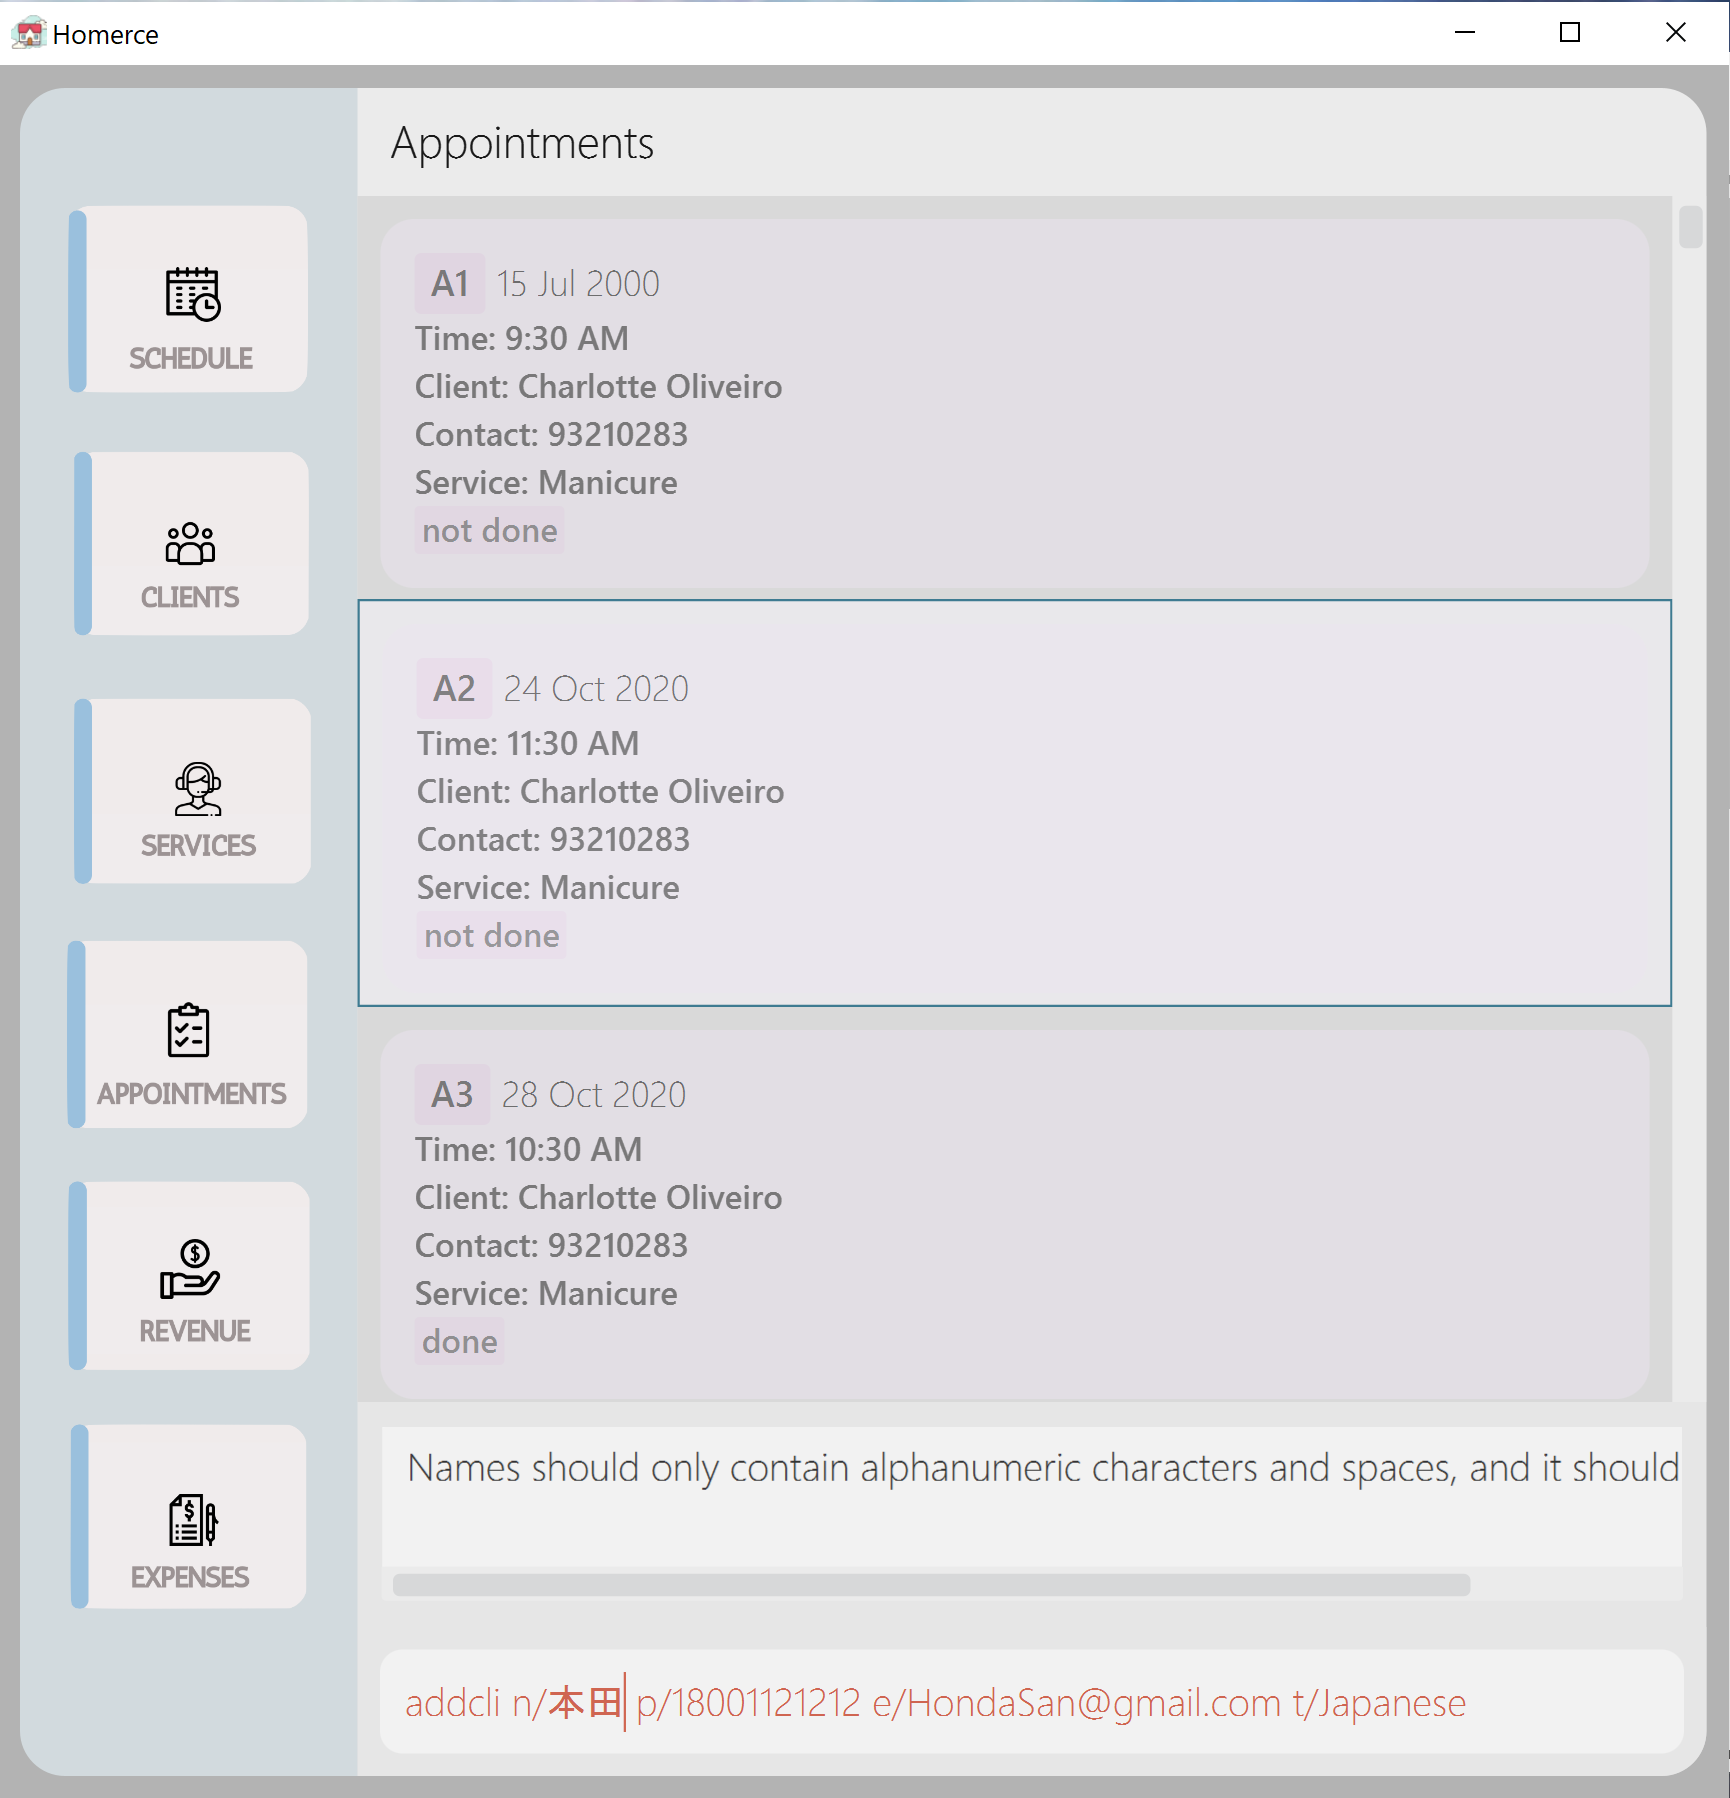 Homerce
Appointments
SCHEDULE
CLIENTS
SERVICES
APPOINTMENTS
REVENUE
EXPENSES
A1 15 Jul 2000
Time: 9:30 AM
Client: Charlotte Oliveiro
Contact: 93210283
Service: Manicure
not done
A2 24 Oct 2020
Time: 11:30 AM
Client: Charlotte Oliveiro
Contact: 93210283
Service: Manicure
not done
A3 28 Oct 2020
Time: 10:30 AM
Client: Charlotte Oliveiro
Contact: 93210283
Service: Manicure
done
Names should only contain alphanumeric characters and spaces, and it should
addcli n/本田 p/18001121212 e/HondaSan@gmail.com t/Japanese